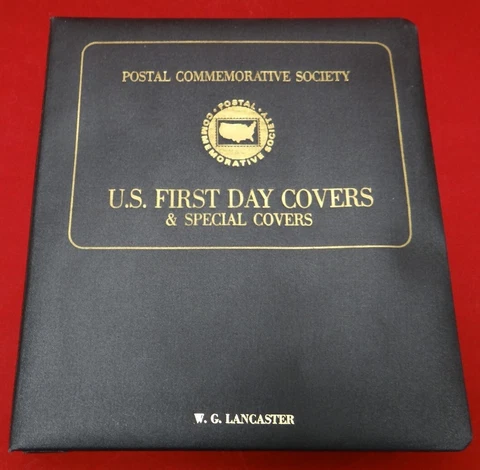 POSTAL COMMEMORATIVE SOCIETY
POSTAL
COMMEMORATIVE SOCIETY
U.S. FIRST DAY COVERS
& SPECIAL COVERS
W. G. LANCASTER